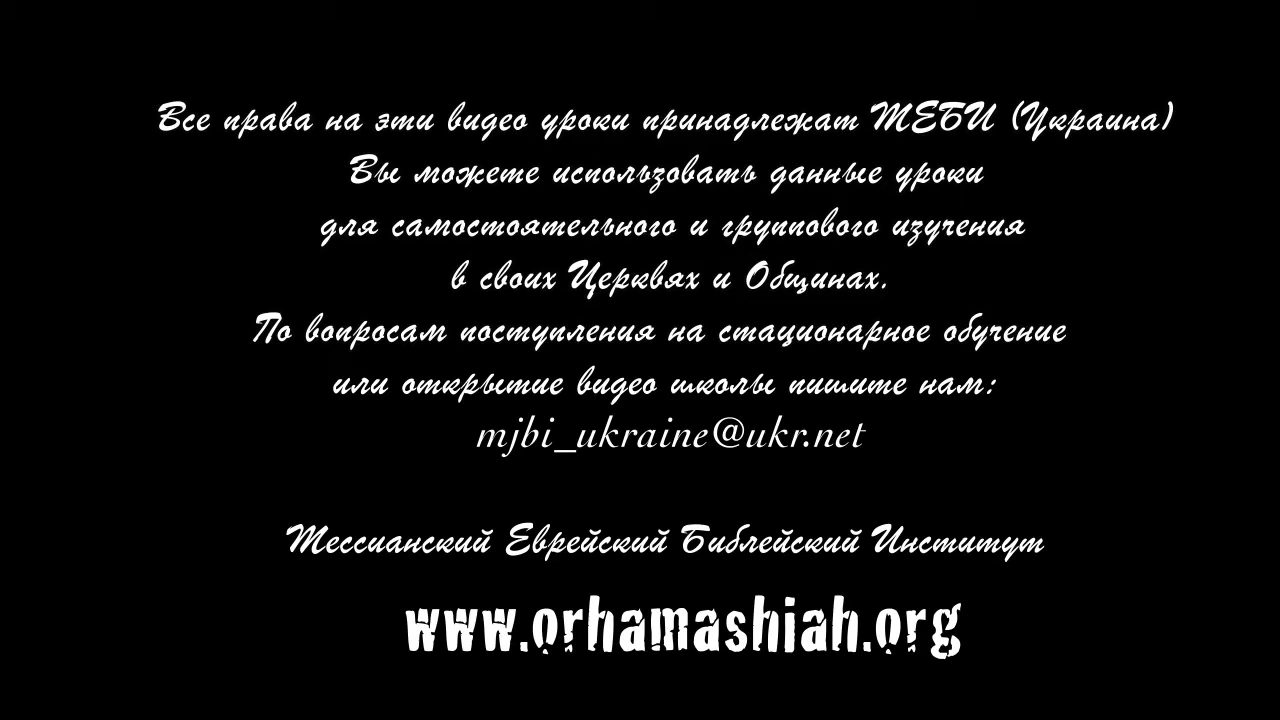 Все права на эти видео уроки принадлежат МЕБИ (Украина)
Вы можете использовать данные уроки
для самостоятельного и группового изучения
в своих Церквях и Общинах.
По вопросам поступления на стационарное обучение
или открытие видео школы пишите нам:
mjbi_ukraine@ukr.net
Мессианский Еврейский Библейский Институт
www.orhamashiah.org